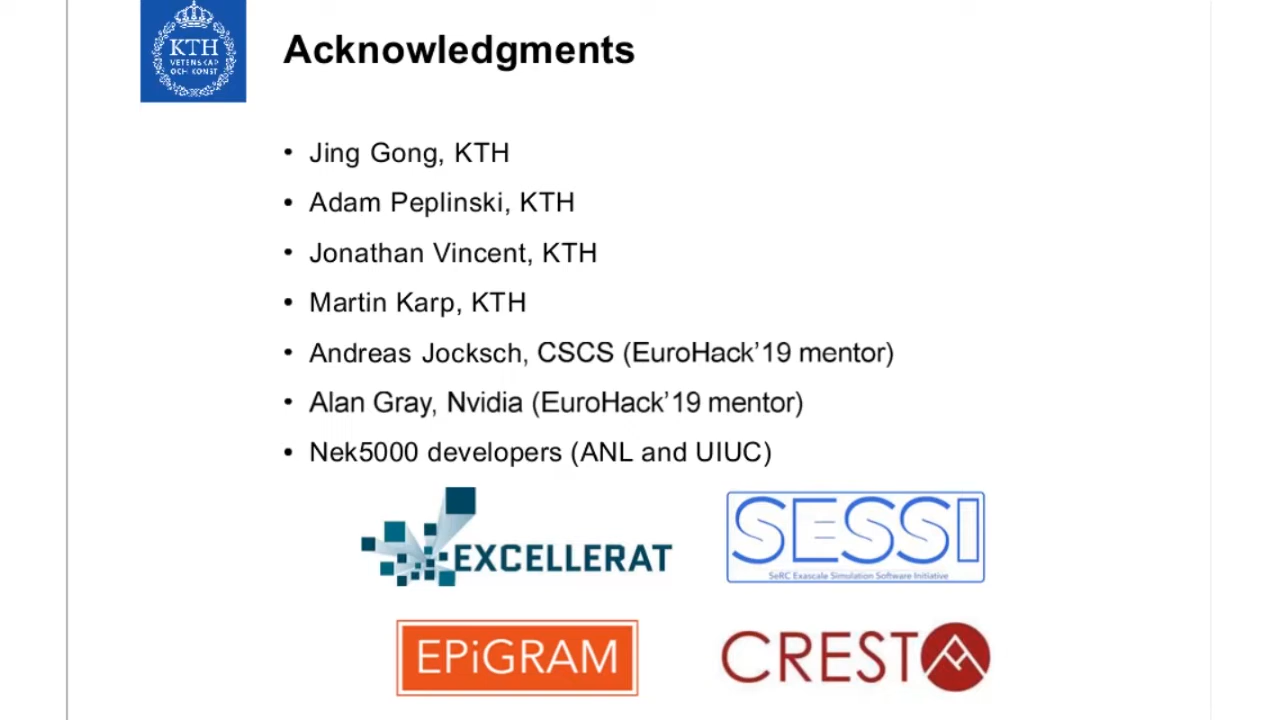 KTH
VETENSKAP
OCH KONST
Acknowledgments
• Jing Gong, KTH
• Adam Peplinski, KTH
• Jonathan Vincent, KTH
• Martin Karp, KTH
• Andreas Jocksch, CSCS (EuroHack’19 mentor)
• Alan Gray, Nvidia (EuroHack’19 mentor)
• Nek5000 developers (ANL and UIUC)
EXCELLERAT
SESSI
SeRC Exascale Simulation Software Initiative
EPiGRAM
CRESTA